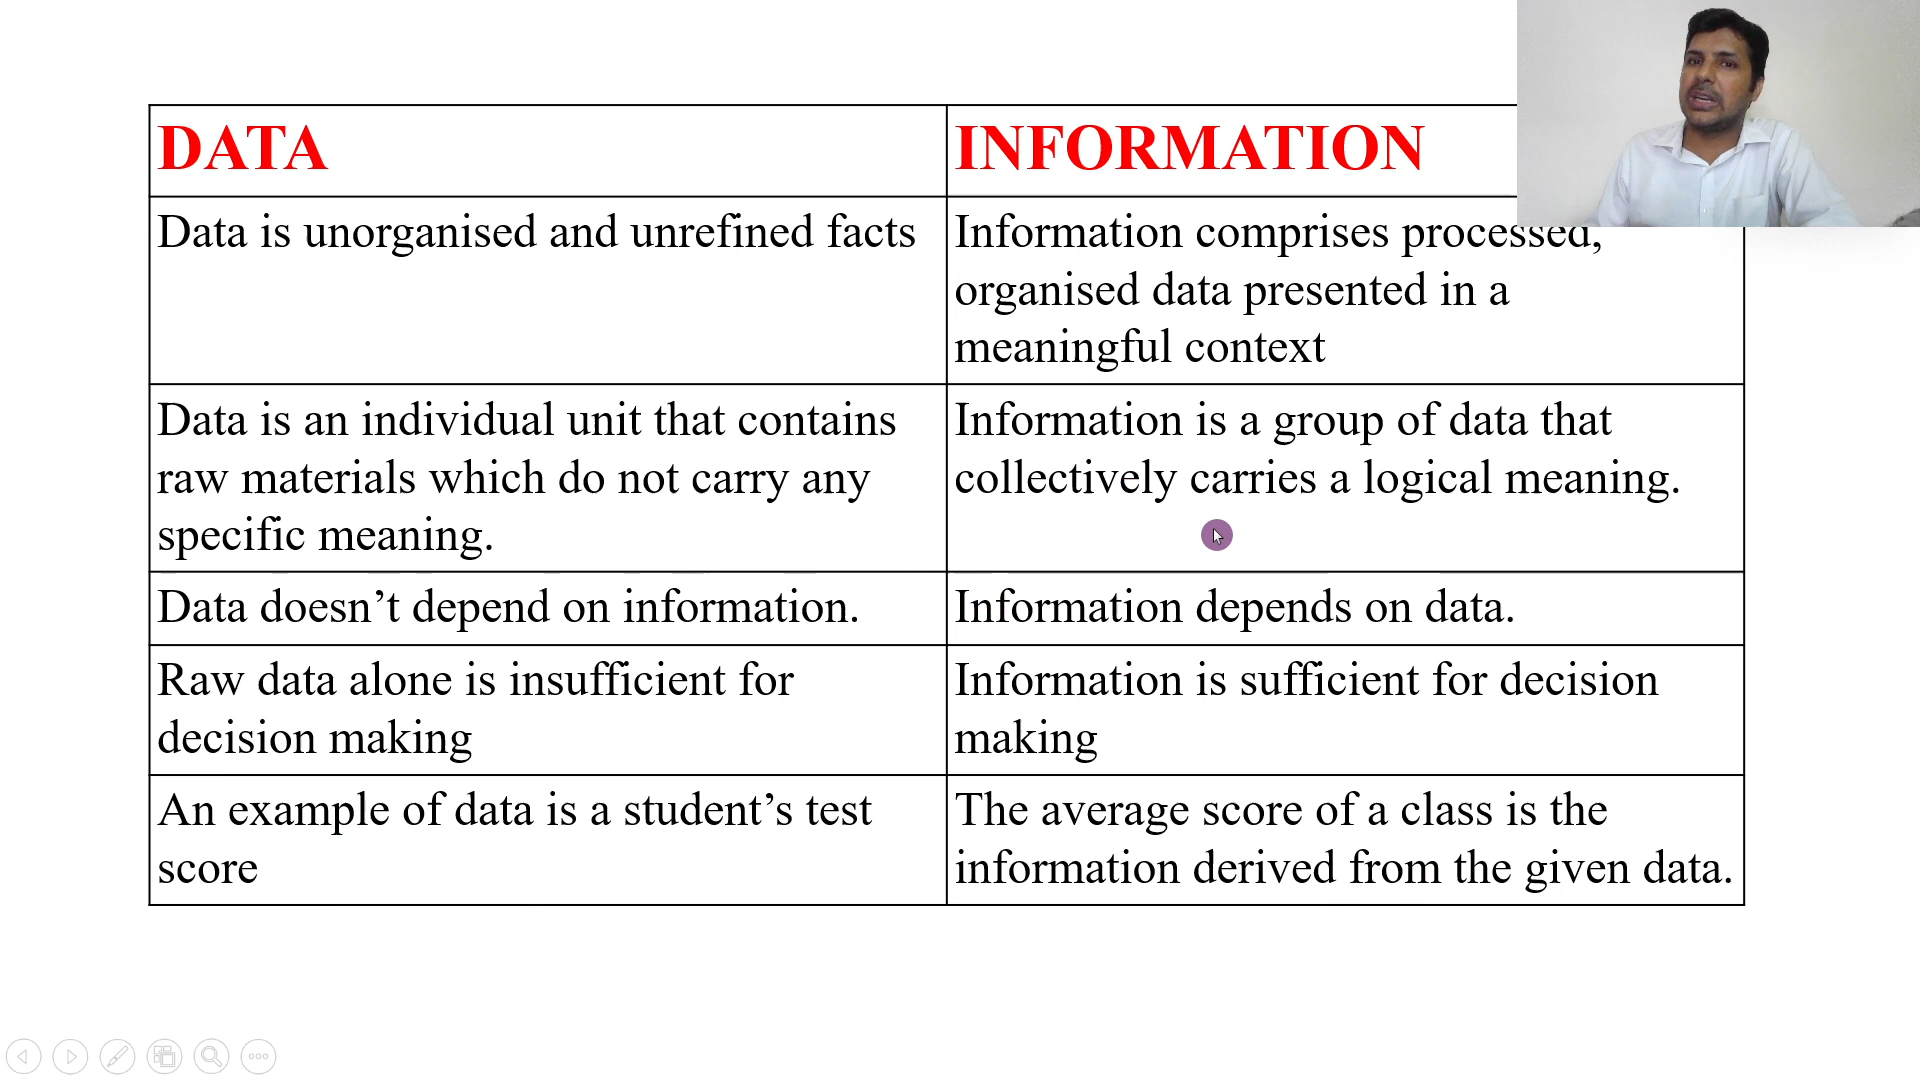 DATA
INFORMATION
Data is unorganised and unrefined facts
Information comprises processed,
organised data presented in a
meaningful context
Data is an individual unit that contains
raw materials which do not carry any
specific meaning.
Information is a group of data that
collectively carries a logical meaning.
Data doesn’t depend on information.
Information depends on data.
Raw data alone is insufficient for
decision making
Information is sufficient for decision
making
An example of data is a student’s test
score
The average score of a class is the
information derived from the given data.